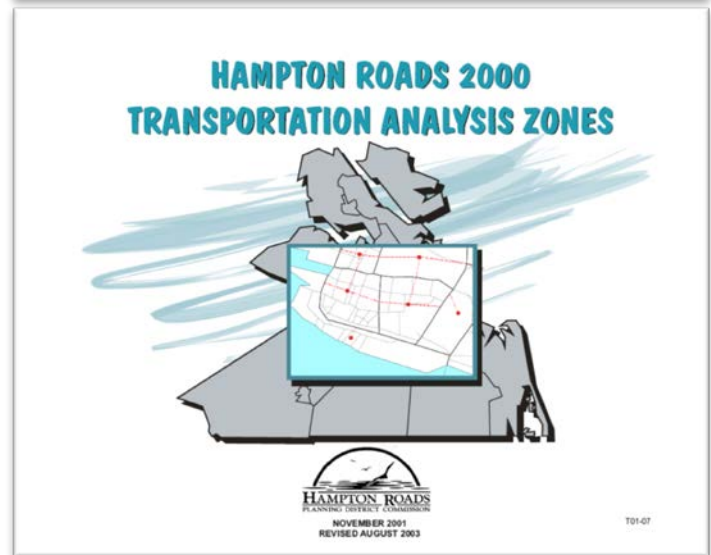 HAMPTON ROADS 2000
TRANSPORTATION ANALYSIS ZONES
HAMPTON ROADS
PLANNING DISTRICT COMMISSION
NOVEMBER 2001
REVISED AUGUST 2003
T01-07